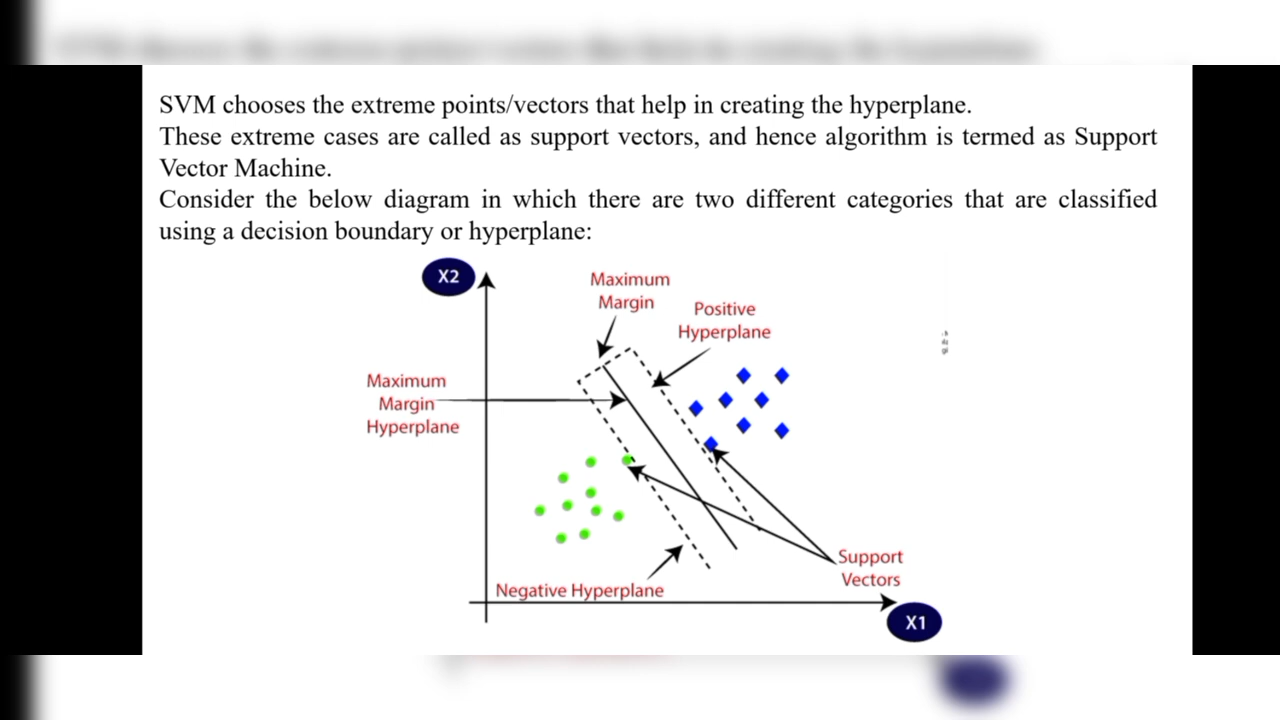 SVM chooses the extreme points/vectors that help in creating the hyperplane.
These extreme cases are called as support vectors, and hence algorithm is termed as Support
Vector Machine.
Consider the below diagram in which there are two different categories that are classified
using a decision boundary or hyperplane:
X2
Maximum
Margin
Positive
Hyperplane
Maximum
Margin
Hyperplane
Support
Vectors
Negative Hyperplane
X1